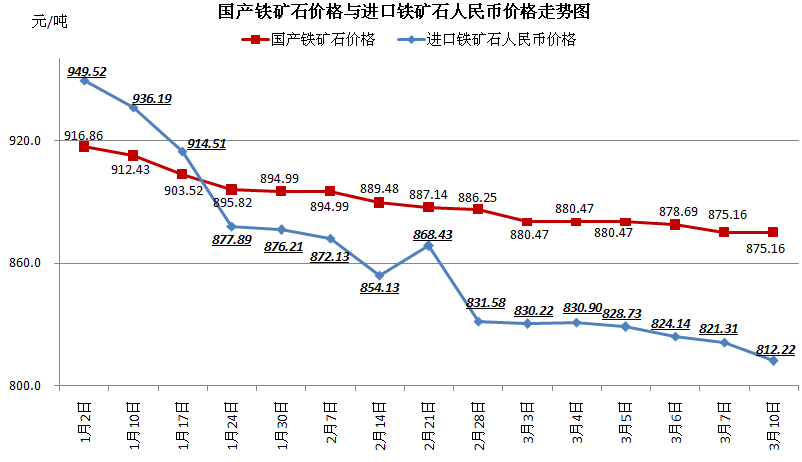 国产铁矿石价格与进口铁矿石人民币价格走势图
元/吨
国产铁矿石价格 进口铁矿石人民币价格
949.52
936.19
914.51
920.0
916.86
912.43
903.52
895.82
894.99
894.99
889.48
887.14
886.25
880.47
880.47
880.47
878.69
875.16
875.16
877.89
876.21
872.13
854.13
868.43
860.0
831.58
830.22
830.90
828.73
824.14
821.31
812.22
800.0
1月2日
1月10日
1月17日
1月24日
1月30日
2月7日
2月14日
2月21日
2月28日
3月3日
3月4日
3月5日
3月6日
3月7日
3月10日